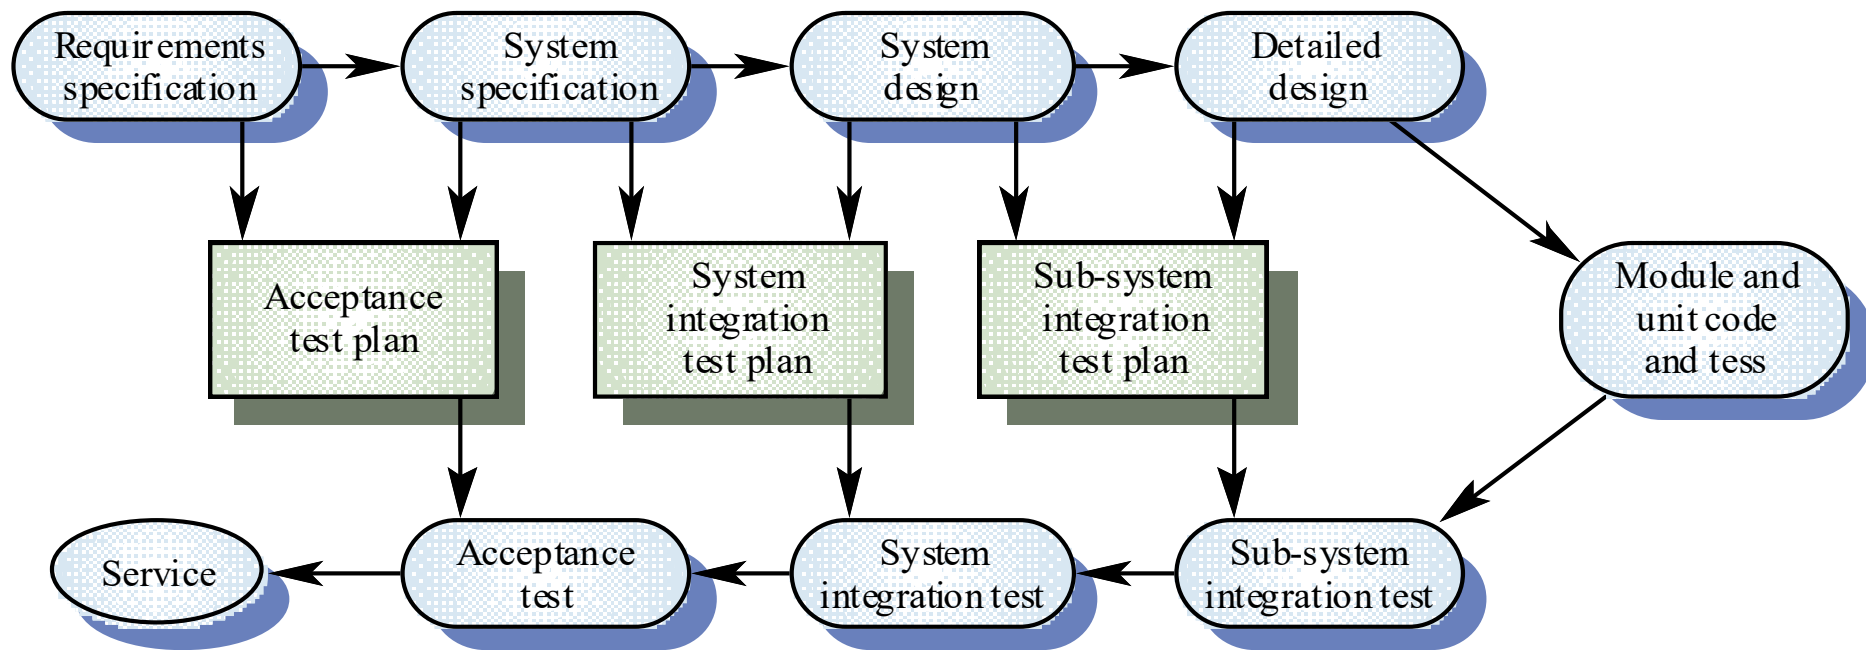 Requirements
specification
System
specification
System
design
Detailed
design
Acceptance
test plan
System
integration
test plan
Sub-system
integration
test plan
Module and
unit code
and tess
Service
Acceptance
test
System
integration test
Sub-system
integration test